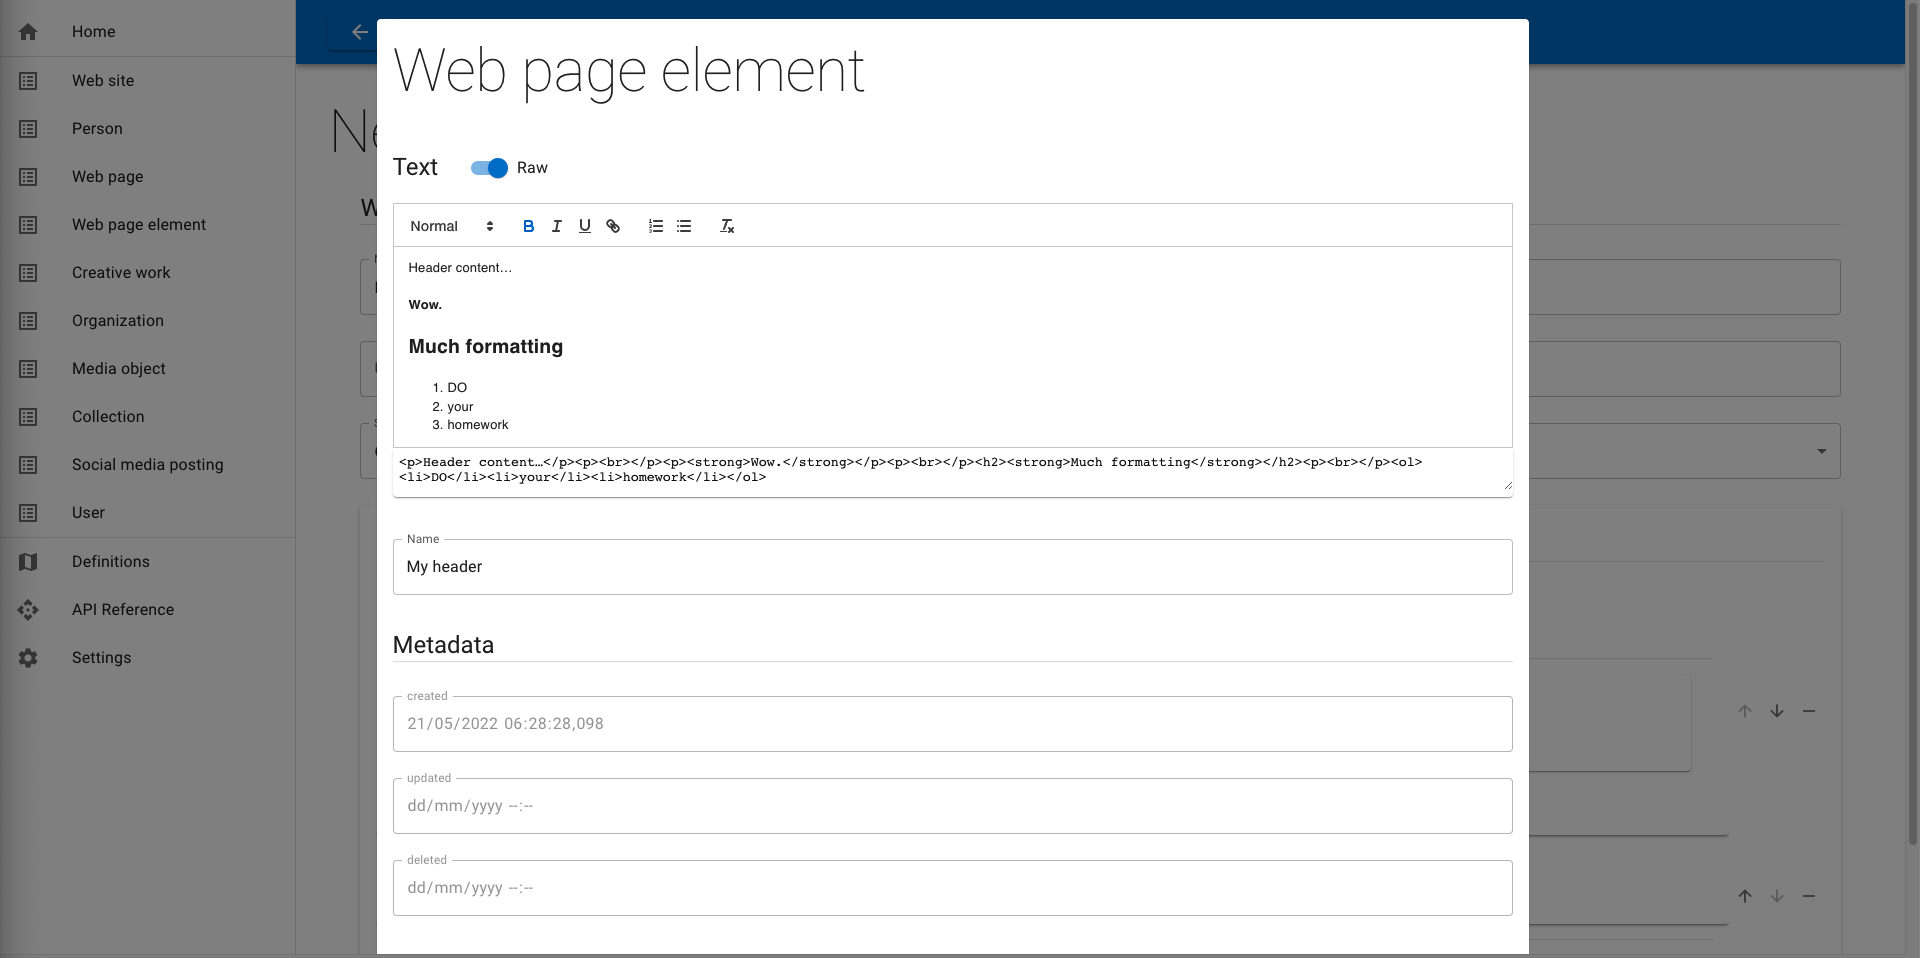 Home
Web site
Person
Web page
Web page element
Creative work
Organization
Media object
Collection
Social media posting
User
Definitions
API Reference
Settings
Web page element
Text
Raw
Normal
Header content…
Wow.
Much formatting
1. DO
2. your
3. homework
<p>Header content…</p><p><br></p><p><strong>Wow.</strong></p><p><br></p><h2><strong>Much formatting</strong></h2><p><br></p><ol>
<li>DO</li><li>your</li><li>homework</li></ol>
Name
My header
Metadata
created
21/05/2022 06:28:28,098
updated
dd/mm/yyyy --:--
deleted
dd/mm/yyyy --:--